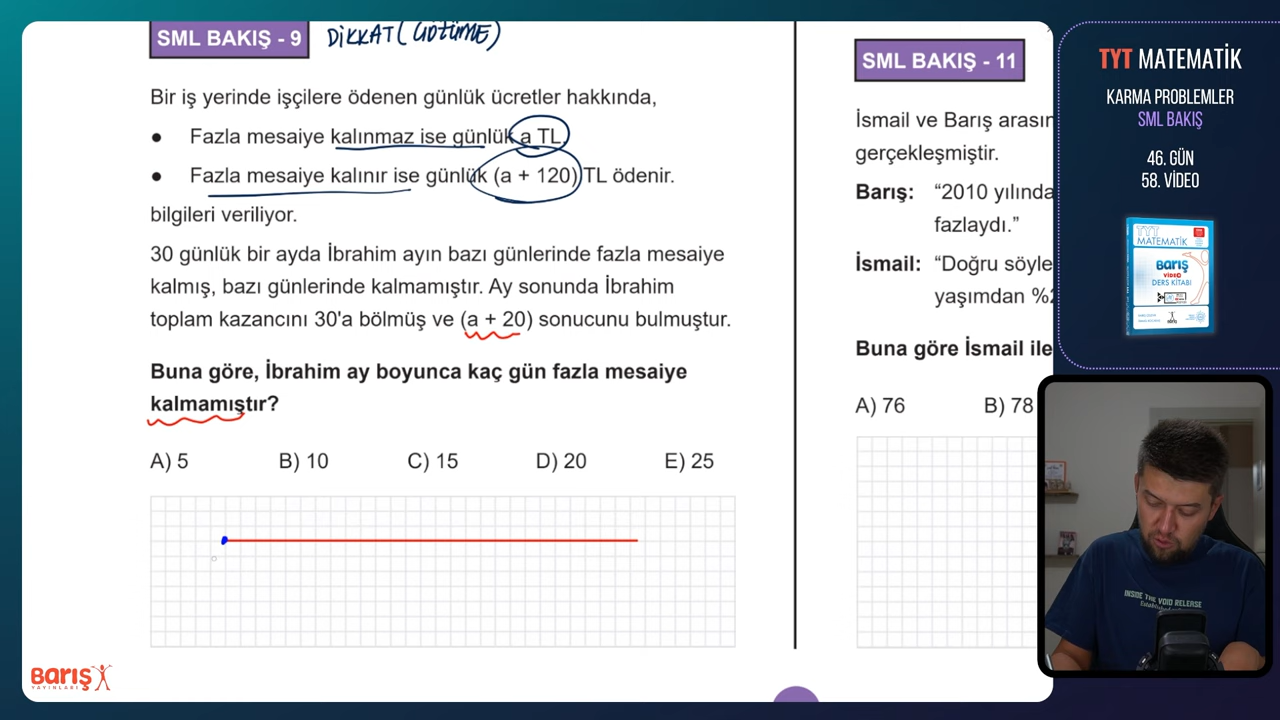 SML BAKIŞ - 9
DİKKAT (GÖTÜRME)
Bir iş yerinde işçilere ödenen günlük ücretler hakkında,
● Fazla mesaiye kalınmaz ise günlük a TL,
● Fazla mesaiye kalınır ise günlük (a + 120) TL ödenir.
bilgileri veriliyor.
30 günlük bir ayda İbrahim ayın bazı günlerinde fazla mesaiye
kalmış, bazı günlerinde kalmamıştır. Ay sonunda İbrahim
toplam kazancını 30'a bölmüş ve (a + 20) sonucunu bulmuştur.
Buna göre, İbrahim ay boyunca kaç gün fazla mesaiye
kalmamıştır?
A) 5 B) 10 C) 15 D) 20 E) 25
SML BAKIŞ - 11
İsmail ve Barış arasın
gerçekleşmiştir.
Barış: “2010 yılında
fazlaydı.”
İsmail: “Doğru söyle
yaşımdan %
Buna göre İsmail ile
A) 76 B) 78
TYT MATEMATİK
KARMA PROBLEMLER
SML BAKIŞ
46. GÜN
58. VİDEO
TYT
MATEMATİK
BARIŞ
VİDEO
DERS KİTABI
INSIDE THE VOID RELEASE
BARIŞ
YAYINLARI